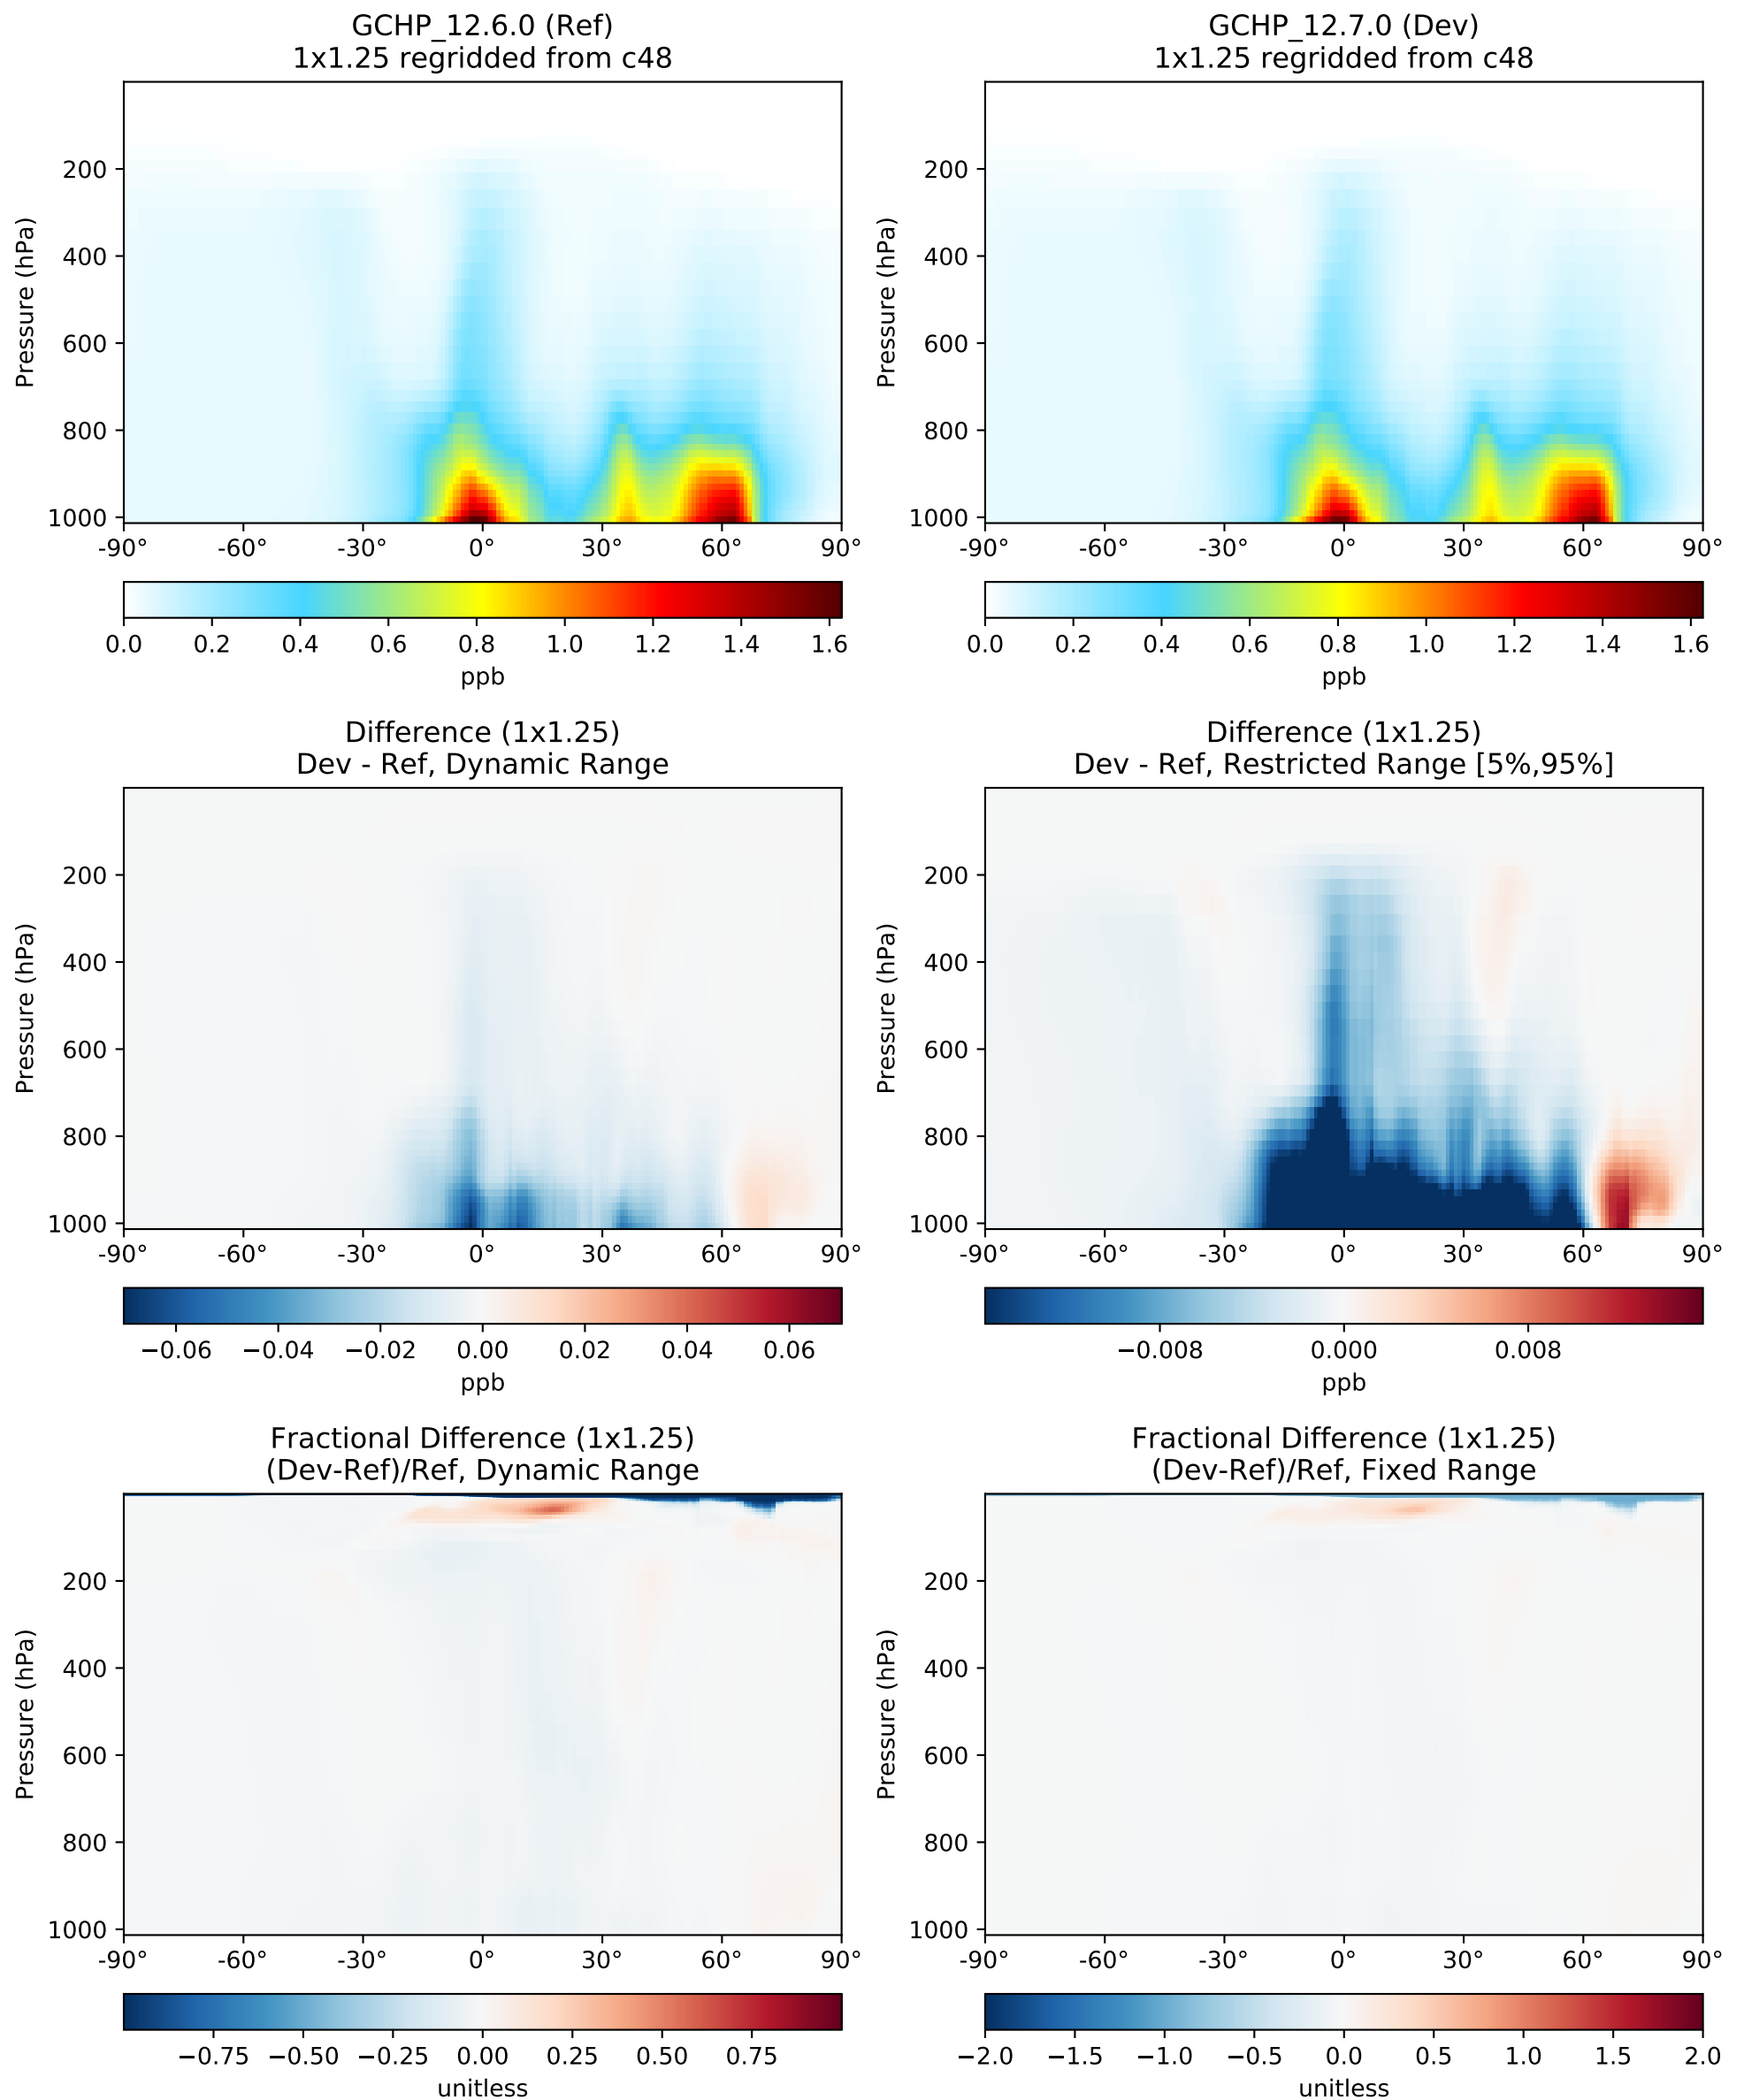 GCHP_12.6.0 (Ref)
1x1.25 regridded from c48
Pressure (hPa)
200
400
600
800
1000
-90° -60° -30° 0° 30° 60° 90°
0.0 0.2 0.4 0.6 0.8 1.0 1.2 1.4 1.6
ppb
GCHP_12.7.0 (Dev)
1x1.25 regridded from c48
Pressure (hPa)
200
400
600
800
1000
-90° -60° -30° 0° 30° 60° 90°
0.0 0.2 0.4 0.6 0.8 1.0 1.2 1.4 1.6
ppb
Difference (1x1.25)
Dev - Ref, Dynamic Range
Pressure (hPa)
200
400
600
800
1000
-90° -60° -30° 0° 30° 60° 90°
−0.06 −0.04 −0.02 0.00 0.02 0.04 0.06
ppb
Difference (1x1.25)
Dev - Ref, Restricted Range [5%,95%]
Pressure (hPa)
200
400
600
800
1000
-90° -60° -30° 0° 30° 60° 90°
−0.008 0.000 0.008
ppb
Fractional Difference (1x1.25)
(Dev-Ref)/Ref, Dynamic Range
Pressure (hPa)
200
400
600
800
1000
-90° -60° -30° 0° 30° 60° 90°
−0.75 −0.50 −0.25 0.00 0.25 0.50 0.75
unitless
Fractional Difference (1x1.25)
(Dev-Ref)/Ref, Fixed Range
Pressure (hPa)
200
400
600
800
1000
-90° -60° -30° 0° 30° 60° 90°
−2.0 −1.5 −1.0 −0.5 0.0 0.5 1.0 1.5 2.0
unitless